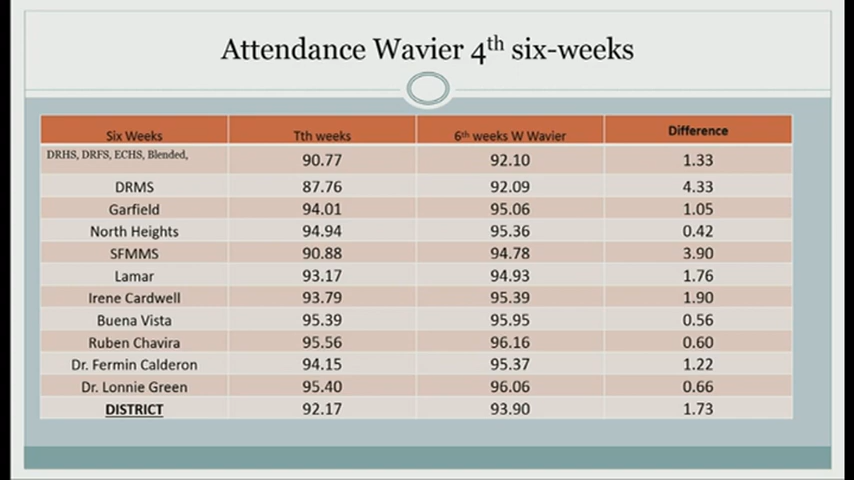 Attendance Wavier 4th six-weeks
Six Weeks Tth weeks 6th weeks W Wavier Difference
DRHS, DRFS, ECHS, Blended, 90.77 92.10 1.33
DRMS 87.76 92.09 4.33
Garfield 94.01 95.06 1.05
North Heights 94.94 95.36 0.42
SFMMS 90.88 94.78 3.90
Lamar 93.17 94.93 1.76
Irene Cardwell 93.79 95.39 1.90
Buena Vista 95.39 95.95 0.56
Ruben Chavira 95.56 96.16 0.60
Dr. Fermin Calderon 94.15 95.37 1.22
Dr. Lonnie Green 95.40 96.06 0.66
DISTRICT 92.17 93.90 1.73